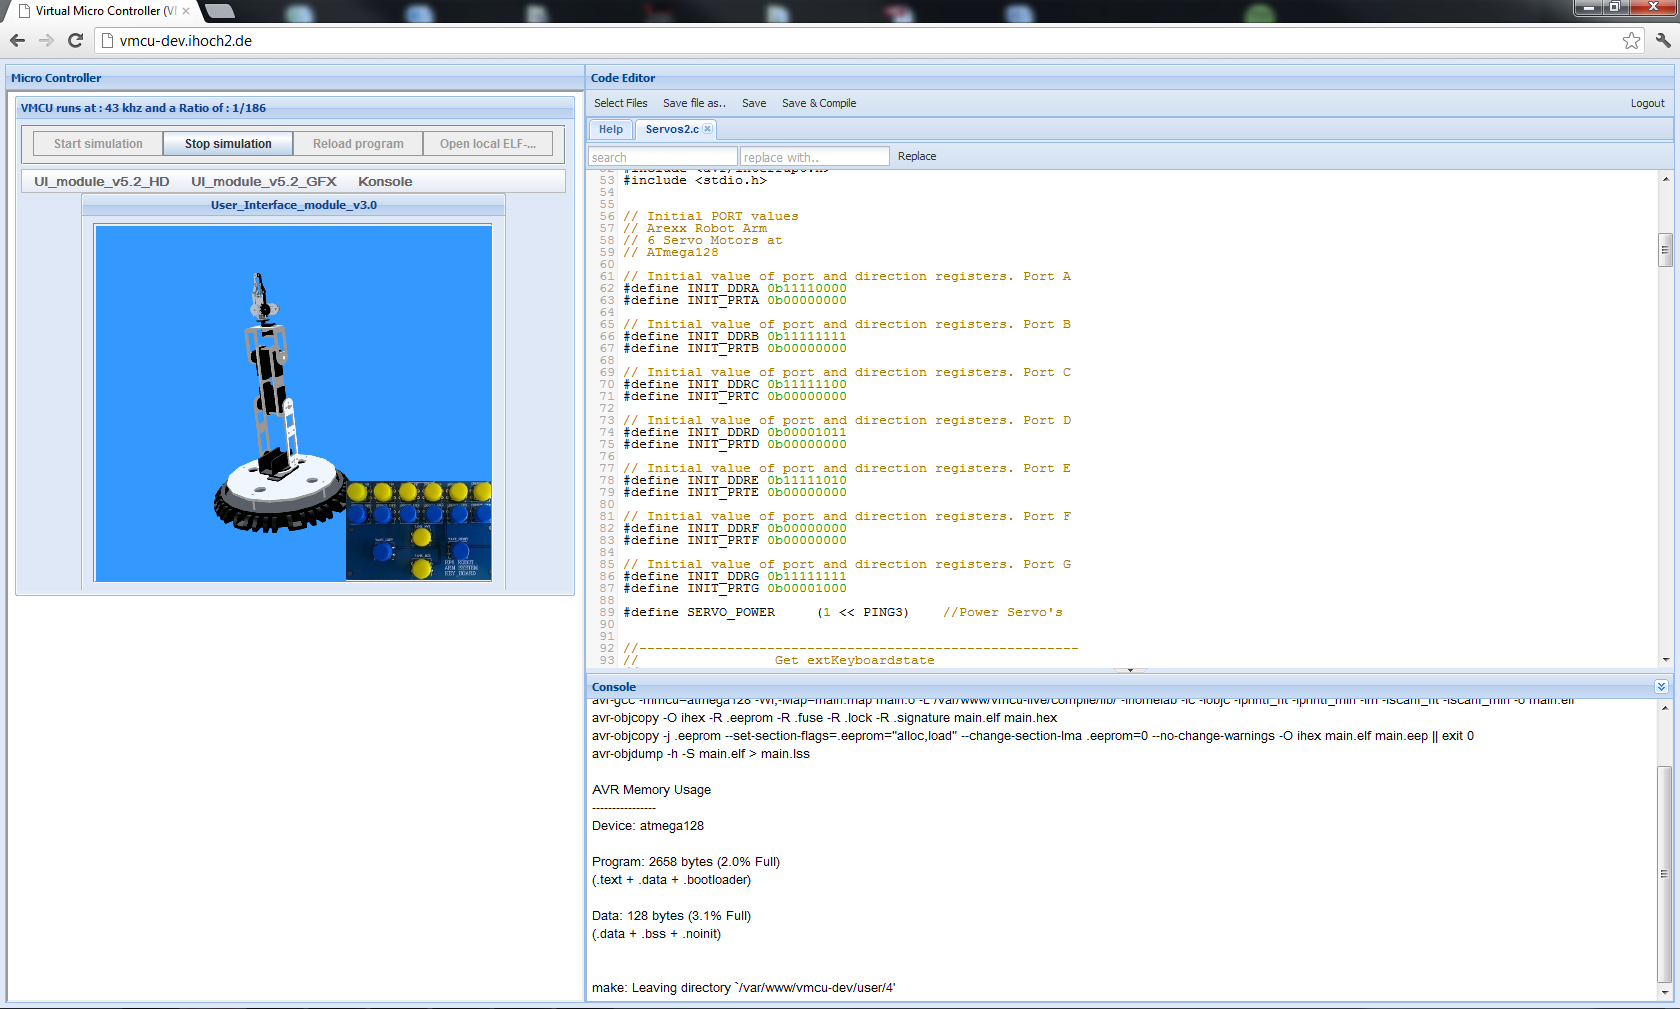 Virtual Micro Controller (V
vmcu-dev.ihoch2.de
Micro Controller
VMCU runs at : 43 khz and a Ratio of : 1/186
Start simulation
Stop simulation
Reload program
Open local ELF-...
UI_module_v5.2_HD
UI_module_v5.2_GFX
Konsole
User_Interface_module_v3.0
RP6 ROBOT
ARM SYSTEM
KEY BOARD
Code Editor
Select Files
Save file as..
Save
Save & Compile
Logout
Help
Servos2.c
search
replace with..
Replace
52 #include <avr/interrupt.h>
53 #include <stdio.h>
54
55
56 // Initial PORT values
57 // Arexx Robot Arm
58 // 6 Servo Motors at
59 // ATmega128
60
61 // Initial value of port and direction registers. Port A
62 #define INIT_DDRA 0b11110000
63 #define INIT_PRTA 0b00000000
64
65 // Initial value of port and direction registers. Port B
66 #define INIT_DDRB 0b11111111
67 #define INIT_PRTB 0b00000000
68
69 // Initial value of port and direction registers. Port C
70 #define INIT_DDRC 0b11111100
71 #define INIT_PRTC 0b00000000
72
73 // Initial value of port and direction registers. Port D
74 #define INIT_DDRD 0b00001011
75 #define INIT_PRTD 0b00000000
76
77 // Initial value of port and direction registers. Port E
78 #define INIT_DDRE 0b11111010
79 #define INIT_PRTE 0b00000000
80
81 // Initial value of port and direction registers. Port F
82 #define INIT_DDRF 0b00000000
83 #define INIT_PRTF 0b00000000
84
85 // Initial value of port and direction registers. Port G
86 #define INIT_DDRG 0b11111111
87 #define INIT_PRTG 0b00001000
88
89 #define SERVO_POWER (1 << PING3) //Power Servo's
90
91
92 //-------------------------------------------------------
93 // Get extKeyboardstate
Console
avr-gcc -mmcu=atmega128 -Wl,-Map=main.map main.o -L /var/www/vmcu-live/compile/lib/ -lhomelab -lc -lobjc -lprintf_flt -lprintf_min -lm -lscanf_flt -lscanf_min -o main.elf
avr-objcopy -O ihex -R .eeprom -R .fuse -R .lock -R .signature main.elf main.hex
avr-objcopy -j .eeprom --set-section-flags=.eeprom="alloc,load" --change-section-lma .eeprom=0 --no-change-warnings -O ihex main.elf main.eep || exit 0
avr-objdump -h -S main.elf > main.lss
AVR Memory Usage
----------------
Device: atmega128
Program: 2658 bytes (2.0% Full)
(.text + .data + .bootloader)
Data: 128 bytes (3.1% Full)
(.data + .bss + .noinit)
make: Leaving directory `/var/www/vmcu-dev/user/4'